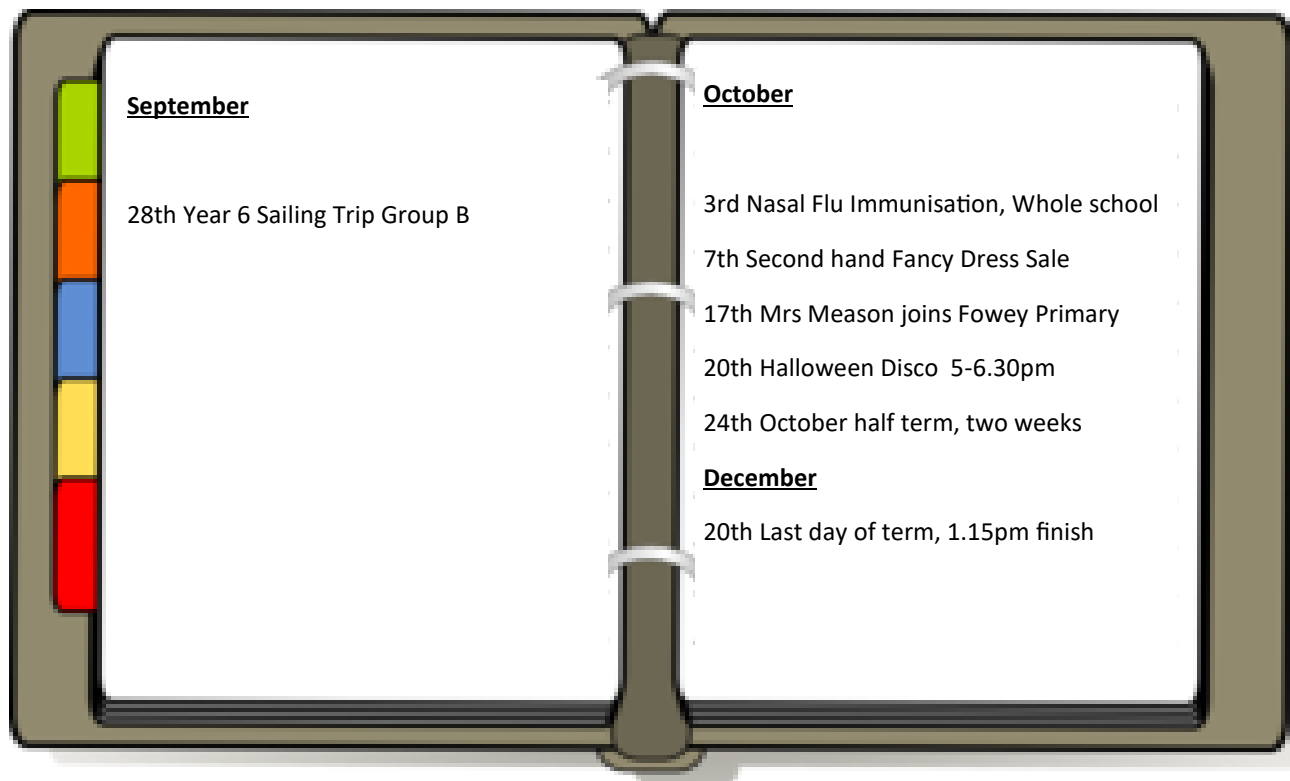 September
28th Year 6 Sailing Trip Group B
October
3rd Nasal Flu Immunisation, Whole school
7th Second hand Fancy Dress Sale
17th Mrs Meason joins Fowey Primary
20th Halloween Disco  5-6.30pm
24th October half term, two weeks
December
20th Last day of term, 1.15pm finish